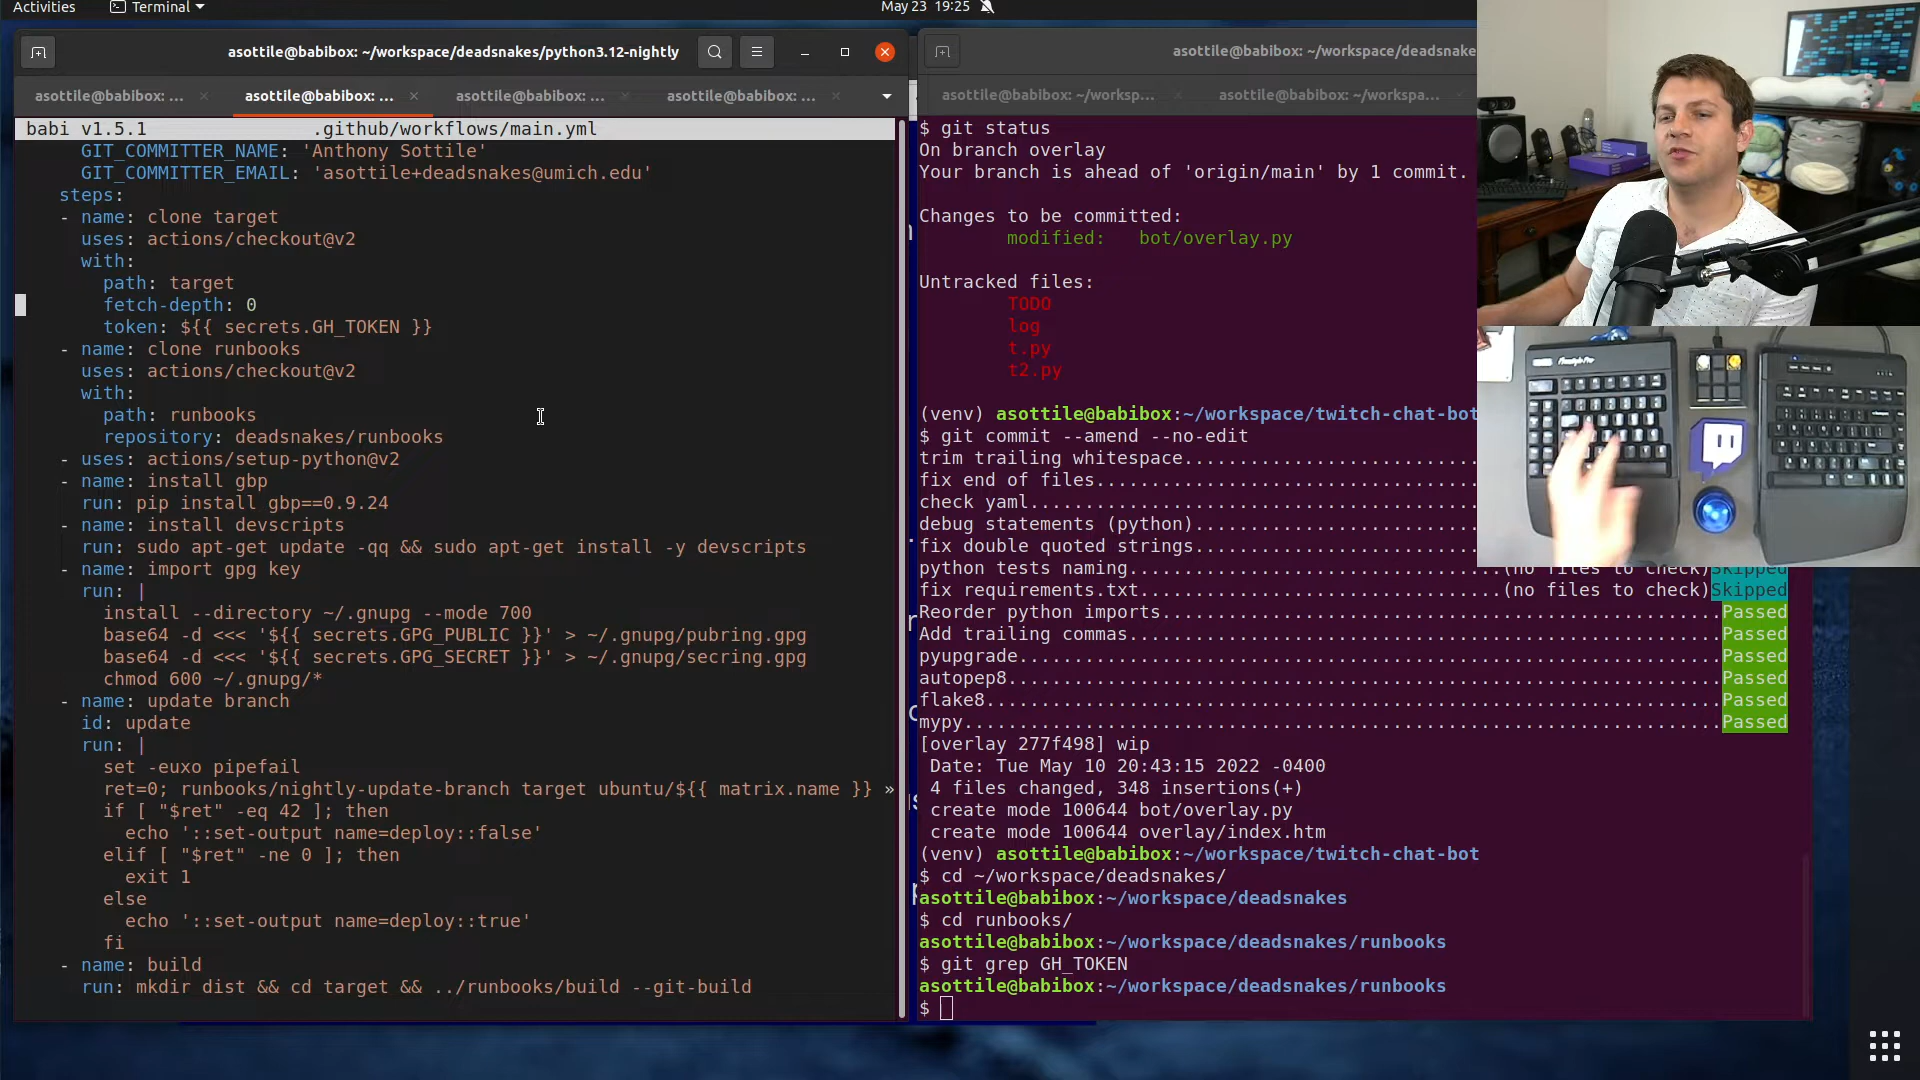 Activities
Terminal
May 23 19:25
asottile@babibox: ~/workspace/deadsnakes/python3.12-nightly
asottile@babibox: ...
asottile@babibox: ...
asottile@babibox: ...
asottile@babibox: ...
babi v1.5.1 .github/workflows/main.yml
GIT_COMMITTER_NAME: 'Anthony Sottile'
GIT_COMMITTER_EMAIL: 'asottile+deadsnakes@umich.edu'
steps:
- name: clone target
uses: actions/checkout@v2
with:
path: target
fetch-depth: 0
token: ${{ secrets.GH_TOKEN }}
- name: clone runbooks
uses: actions/checkout@v2
with:
path: runbooks
repository: deadsnakes/runbooks
- uses: actions/setup-python@v2
- name: install gbp
run: pip install gbp==0.9.24
- name: install devscripts
run: sudo apt-get update -qq && sudo apt-get install -y devscripts
- name: import gpg key
run: |
install --directory ~/.gnupg --mode 700
base64 -d <<< '${{ secrets.GPG_PUBLIC }}' > ~/.gnupg/pubring.gpg
base64 -d <<< '${{ secrets.GPG_SECRET }}' > ~/.gnupg/secring.gpg
chmod 600 ~/.gnupg/*
- name: update branch
id: update
run: |
set -euxo pipefail
ret=0; runbooks/nightly-update-branch target ubuntu/${{ matrix.name }} »
if [ "$ret" -eq 42 ]; then
echo '::set-output name=deploy::false'
elif [ "$ret" -ne 0 ]; then
exit 1
else
echo '::set-output name=deploy::true'
fi
- name: build
run: mkdir dist && cd target && ../runbooks/build --git-build
asottile@babibox: ~/workspace/deadsnake
asottile@babibox: ~/worksp...
asottile@babibox: ~/workspa...
$ git status
On branch overlay
Your branch is ahead of 'origin/main' by 1 commit.
Changes to be committed:
modified: bot/overlay.py
Untracked files:
TODO
log
t.py
t2.py
(venv) asottile@babibox:~/workspace/twitch-chat-bot
$ git commit --amend --no-edit
trim trailing whitespace...........................
fix end of files...................................
check yaml.........................................
debug statements (python)..........................
fix double quoted strings..........................
python tests naming..............................(no files to check)Skipped
fix requirements.txt.............................(no files to check)Skipped
Reorder python imports...................................................Passed
Add trailing commas......................................................Passed
pyupgrade................................................................Passed
autopep8.................................................................Passed
flake8...................................................................Passed
mypy.....................................................................Passed
[overlay 277f498] wip
Date: Tue May 10 20:43:15 2022 -0400
4 files changed, 348 insertions(+)
create mode 100644 bot/overlay.py
create mode 100644 overlay/index.htm
(venv) asottile@babibox:~/workspace/twitch-chat-bot
$ cd ~/workspace/deadsnakes/
asottile@babibox:~/workspace/deadsnakes
$ cd runbooks/
asottile@babibox:~/workspace/deadsnakes/runbooks
$ git grep GH_TOKEN
asottile@babibox:~/workspace/deadsnakes/runbooks
$